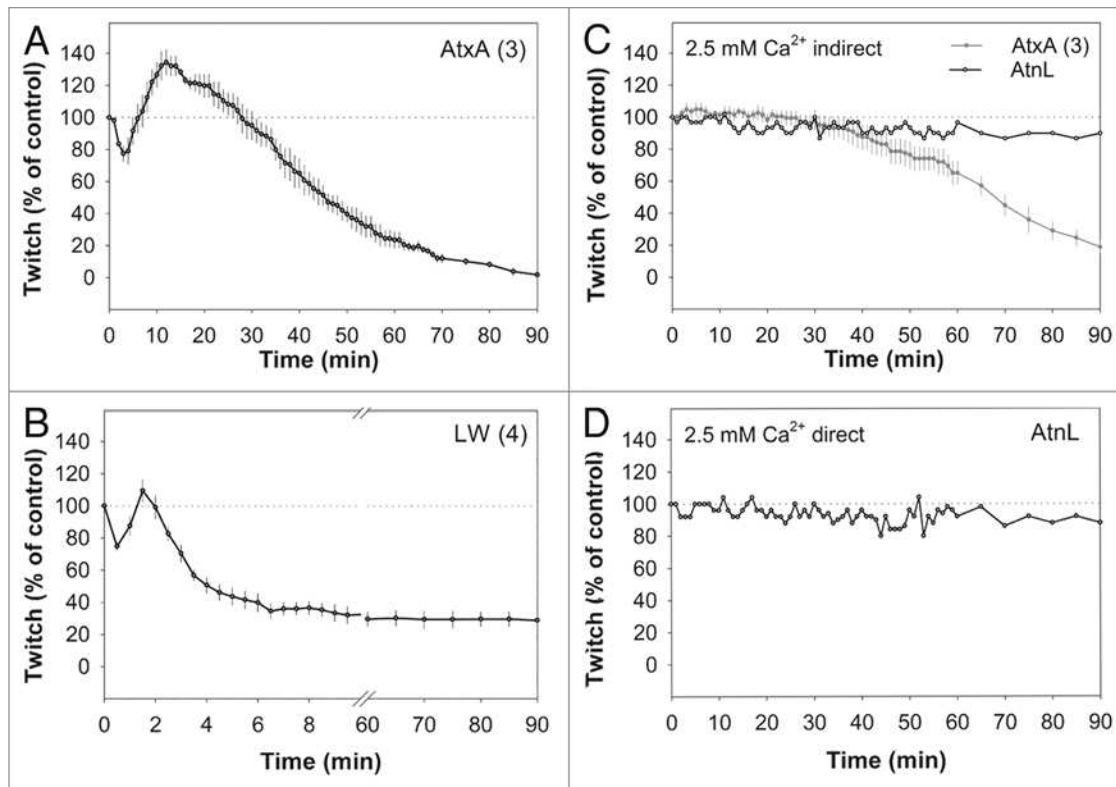 A
AtxA (3)
Twitch (% of control)
140
120
100
80
60
40
20
0
0 10 20 30 40 50 60 70 80 90
Time (min)
B
LW (4)
Twitch (% of control)
140
120
100
80
60
40
20
0
0 2 4 6 8 60 70 80 90
Time (min)
C
2.5 mM Ca²⁺ indirect
AtxA (3)
AtnL
Twitch (% of control)
140
120
100
80
60
40
20
0
0 10 20 30 40 50 60 70 80 90
Time (min)
D
2.5 mM Ca²⁺ direct
AtnL
Twitch (% of control)
140
120
100
80
60
40
20
0
0 10 20 30 40 50 60 70 80 90
Time (min)